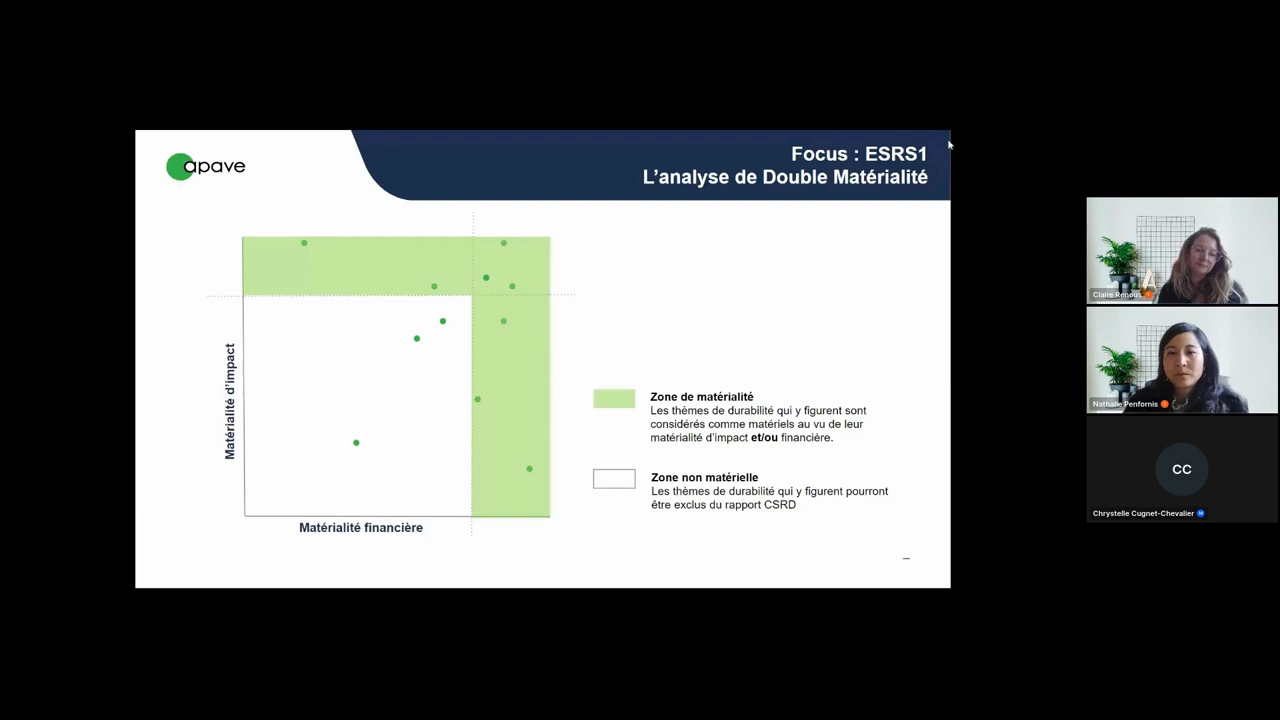 apave
Focus : ESRS1
L'analyse de Double Matérialité
Matérialité d'impact
Matérialité financière
Zone de matérialité
Les thèmes de durabilité qui y figurent sont
considérés comme matériels au vu de leur
matérialité d'impact et/ou financière.
Zone non matérielle
Les thèmes de durabilité qui y figurent pourront
être exclus du rapport CSRD
Claire Renous
Nathalie Penfornis
CC
Chrystelle Cugnet-Chevalier